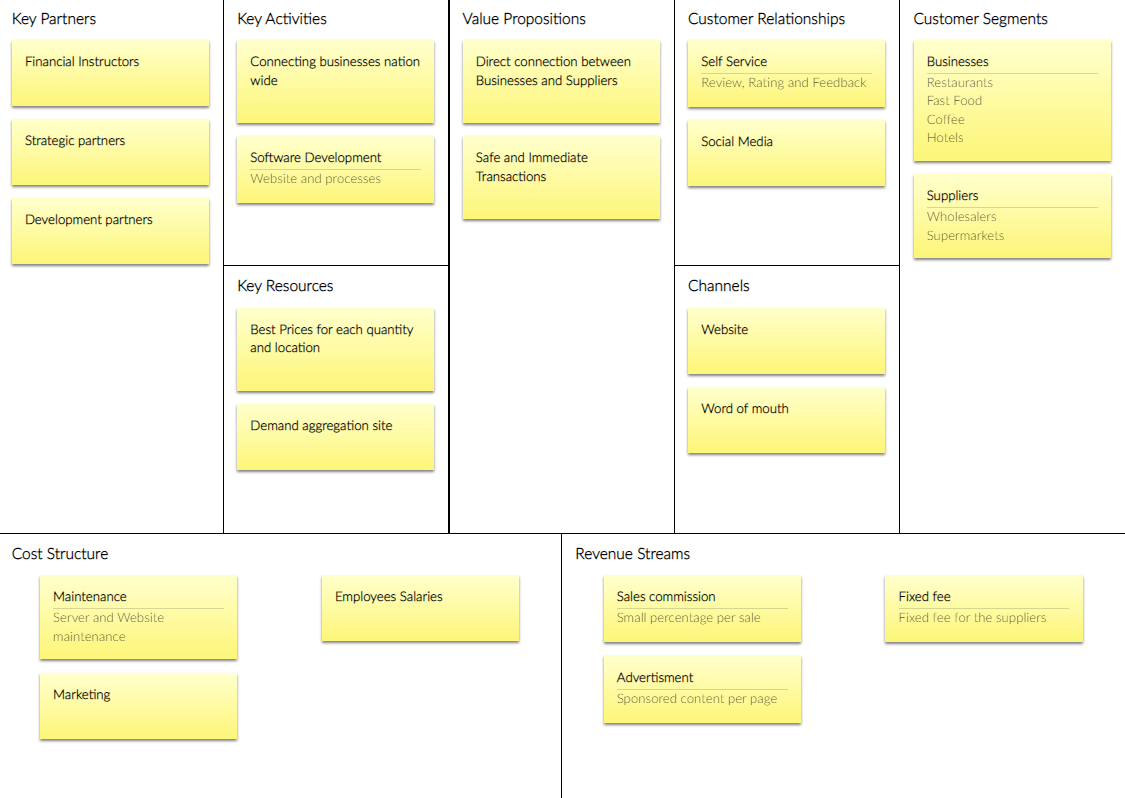 Key Partners
Financial Instructors
Strategic partners
Development partners
Key Activities
Connecting businesses nation
wide
Software Development
Website and processes
Key Resources
Best Prices for each quantity
and location
Demand aggregation site
Value Propositions
Direct connection between
Businesses and Suppliers
Safe and Immediate
Transactions
Customer Relationships
Self Service
Review, Rating and Feedback
Social Media
Channels
Website
Word of mouth
Customer Segments
Businesses
Restaurants
Fast Food
Coffee
Hotels
Suppliers
Wholesalers
Supermarkets
Cost Structure
Maintenance
Server and Website
maintenance
Marketing
Employees Salaries
Revenue Streams
Sales commission
Small percentage per sale
Advertisment
Sponsored content per page
Fixed fee
Fixed fee for the suppliers